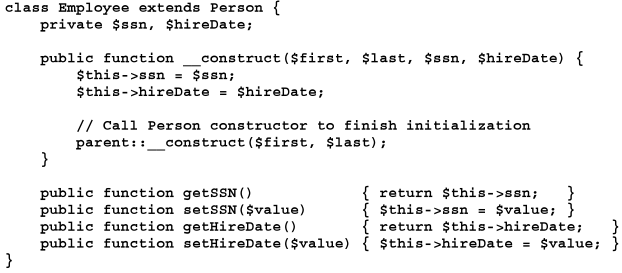 class Employee extends Person {
    private $ssn, $hireDate;

    public function __construct($first, $last, $ssn, $hireDate) {
        $this->ssn = $ssn;
        $this->hireDate = $hireDate;

        // Call Person constructor to finish initialization
        parent::__construct($first, $last);
    }

    public function getSSN()            { return $this->ssn;   }
    public function setSSN($value)      { $this->ssn = $value; }
    public function getHireDate()       { return $this->hireDate;   }
    public function setHireDate($value) { $this->hireDate = $value; }
}